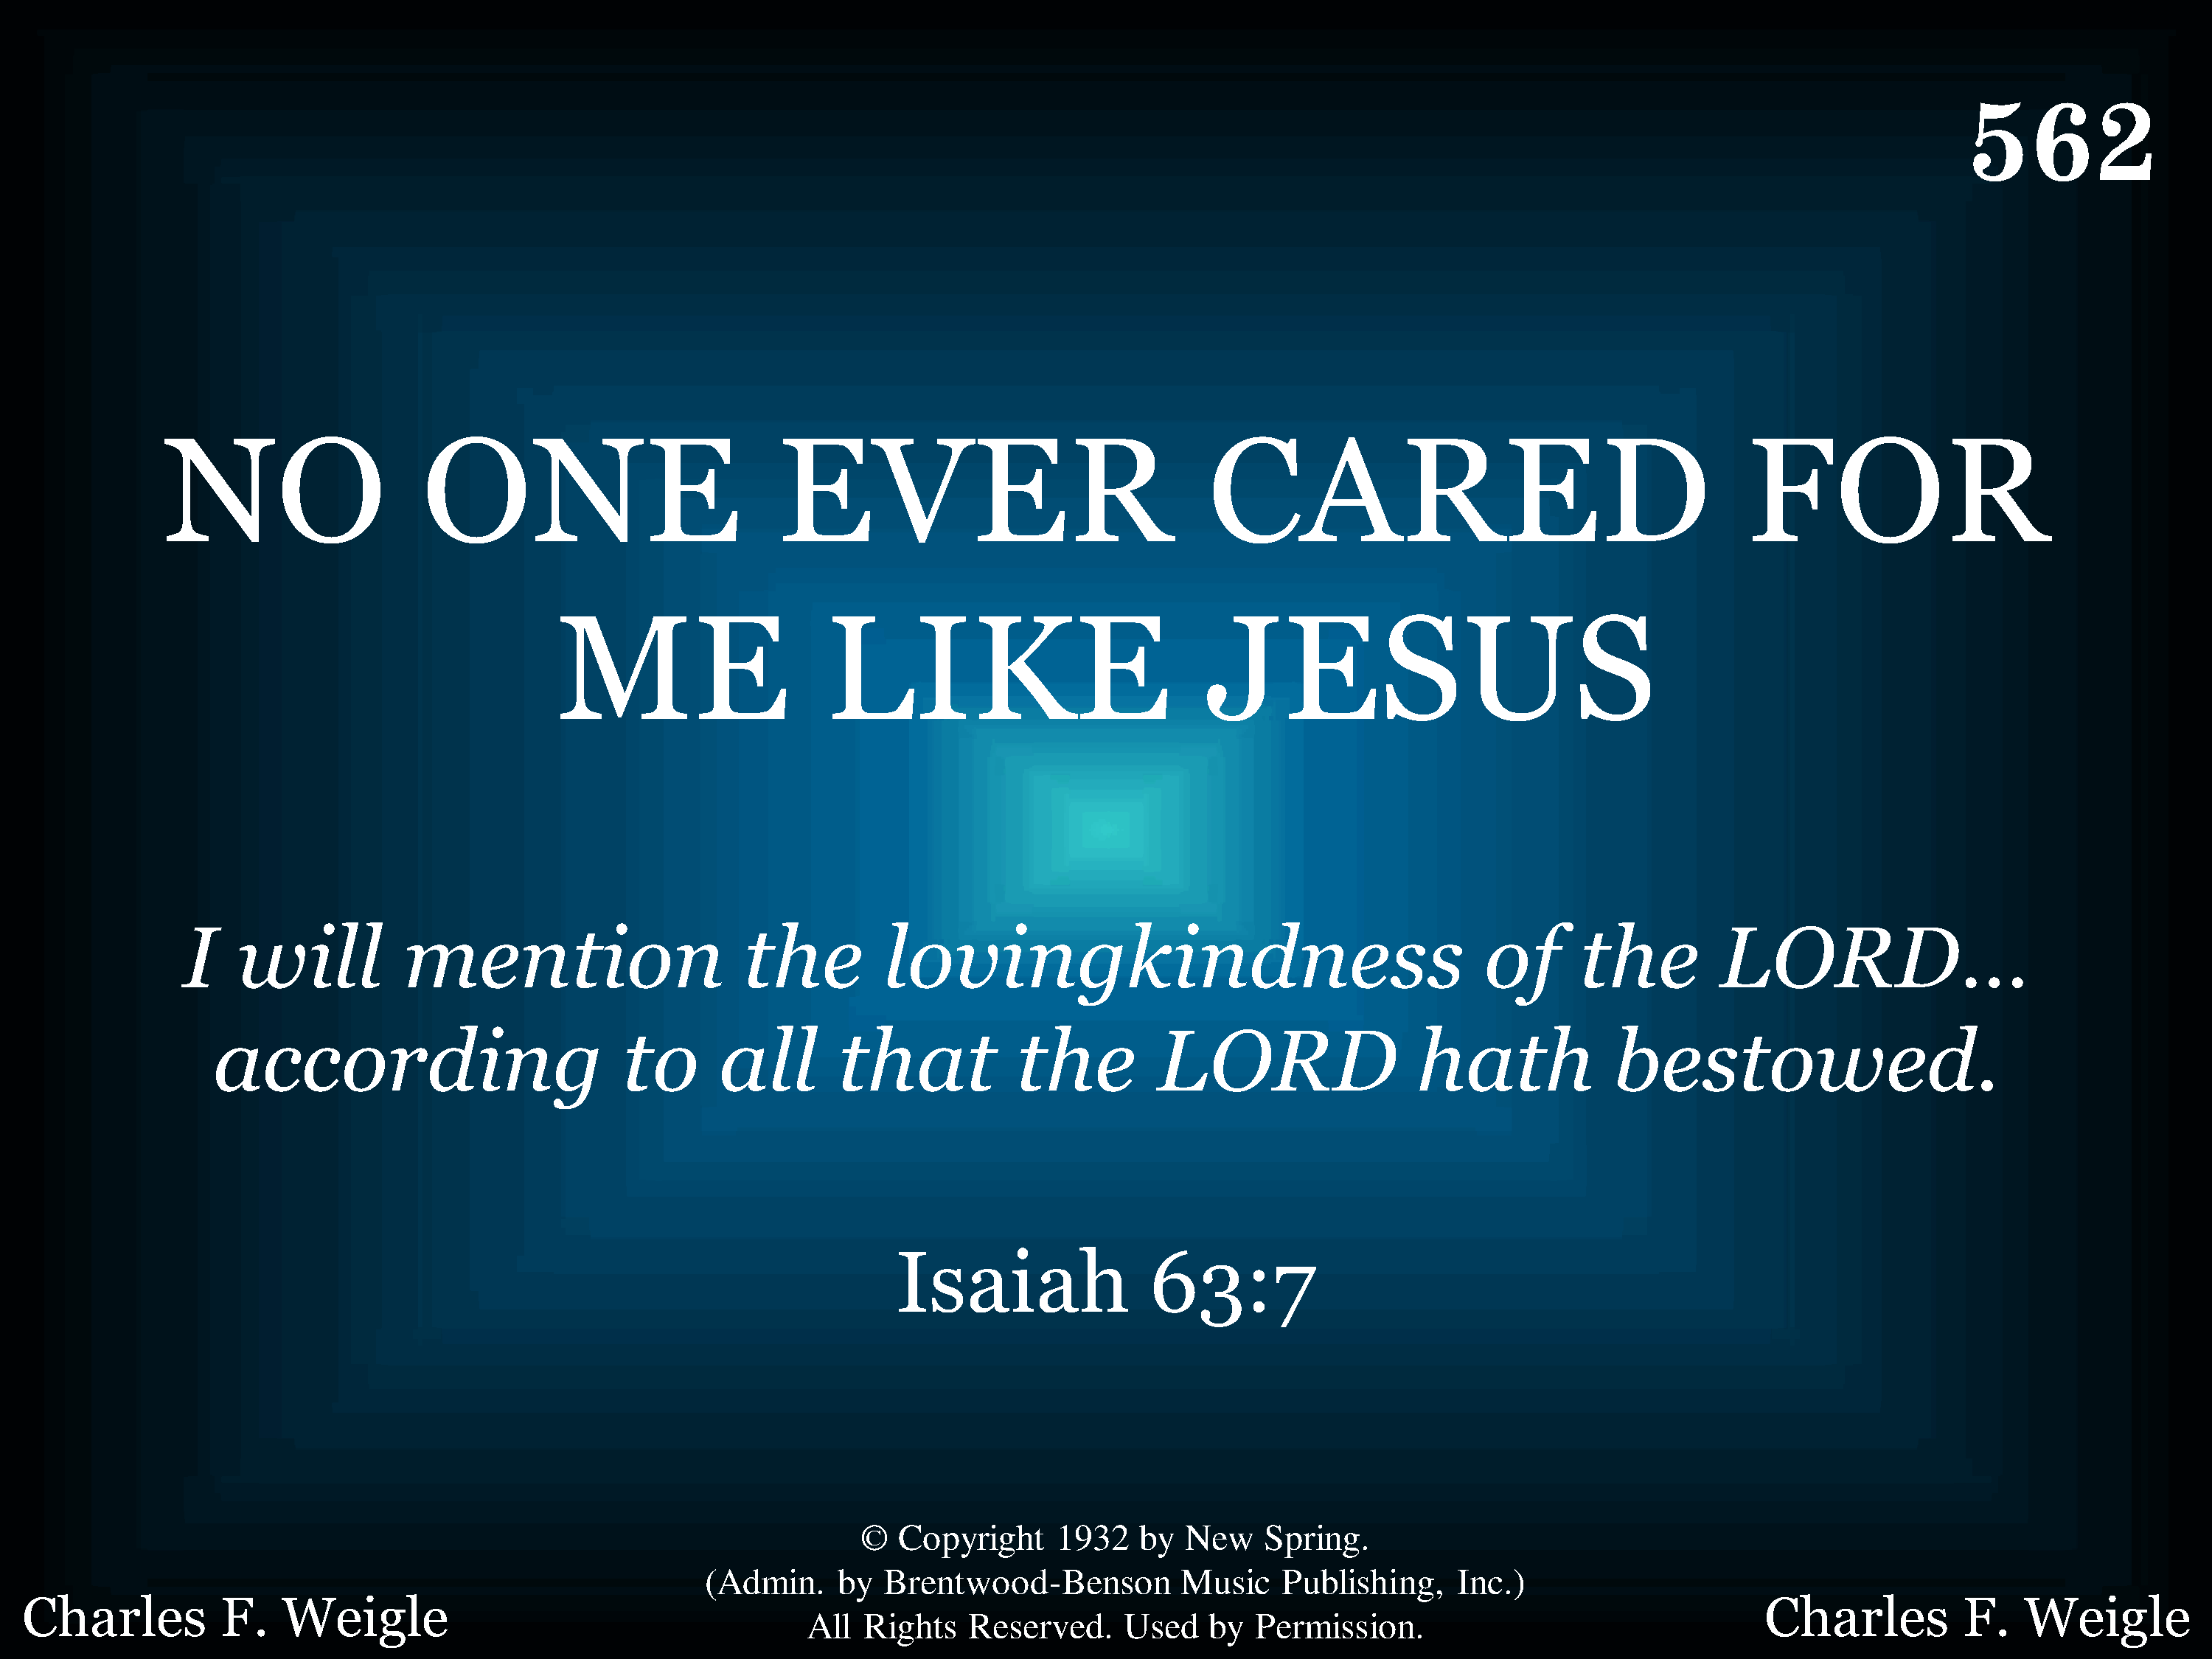 562
NO ONE EVER CARED FOR
ME LIKE JESUS
I will mention the lovingkindness of the LORD...
according to all that the LORD hath bestowed.
Isaiah 63:7
© Copyright 1932 by New Spring.
(Admin. by Brentwood-Benson Music Publishing, Inc.)
All Rights Reserved. Used by Permission.
Charles F. Weigle
Charles F. Weigle